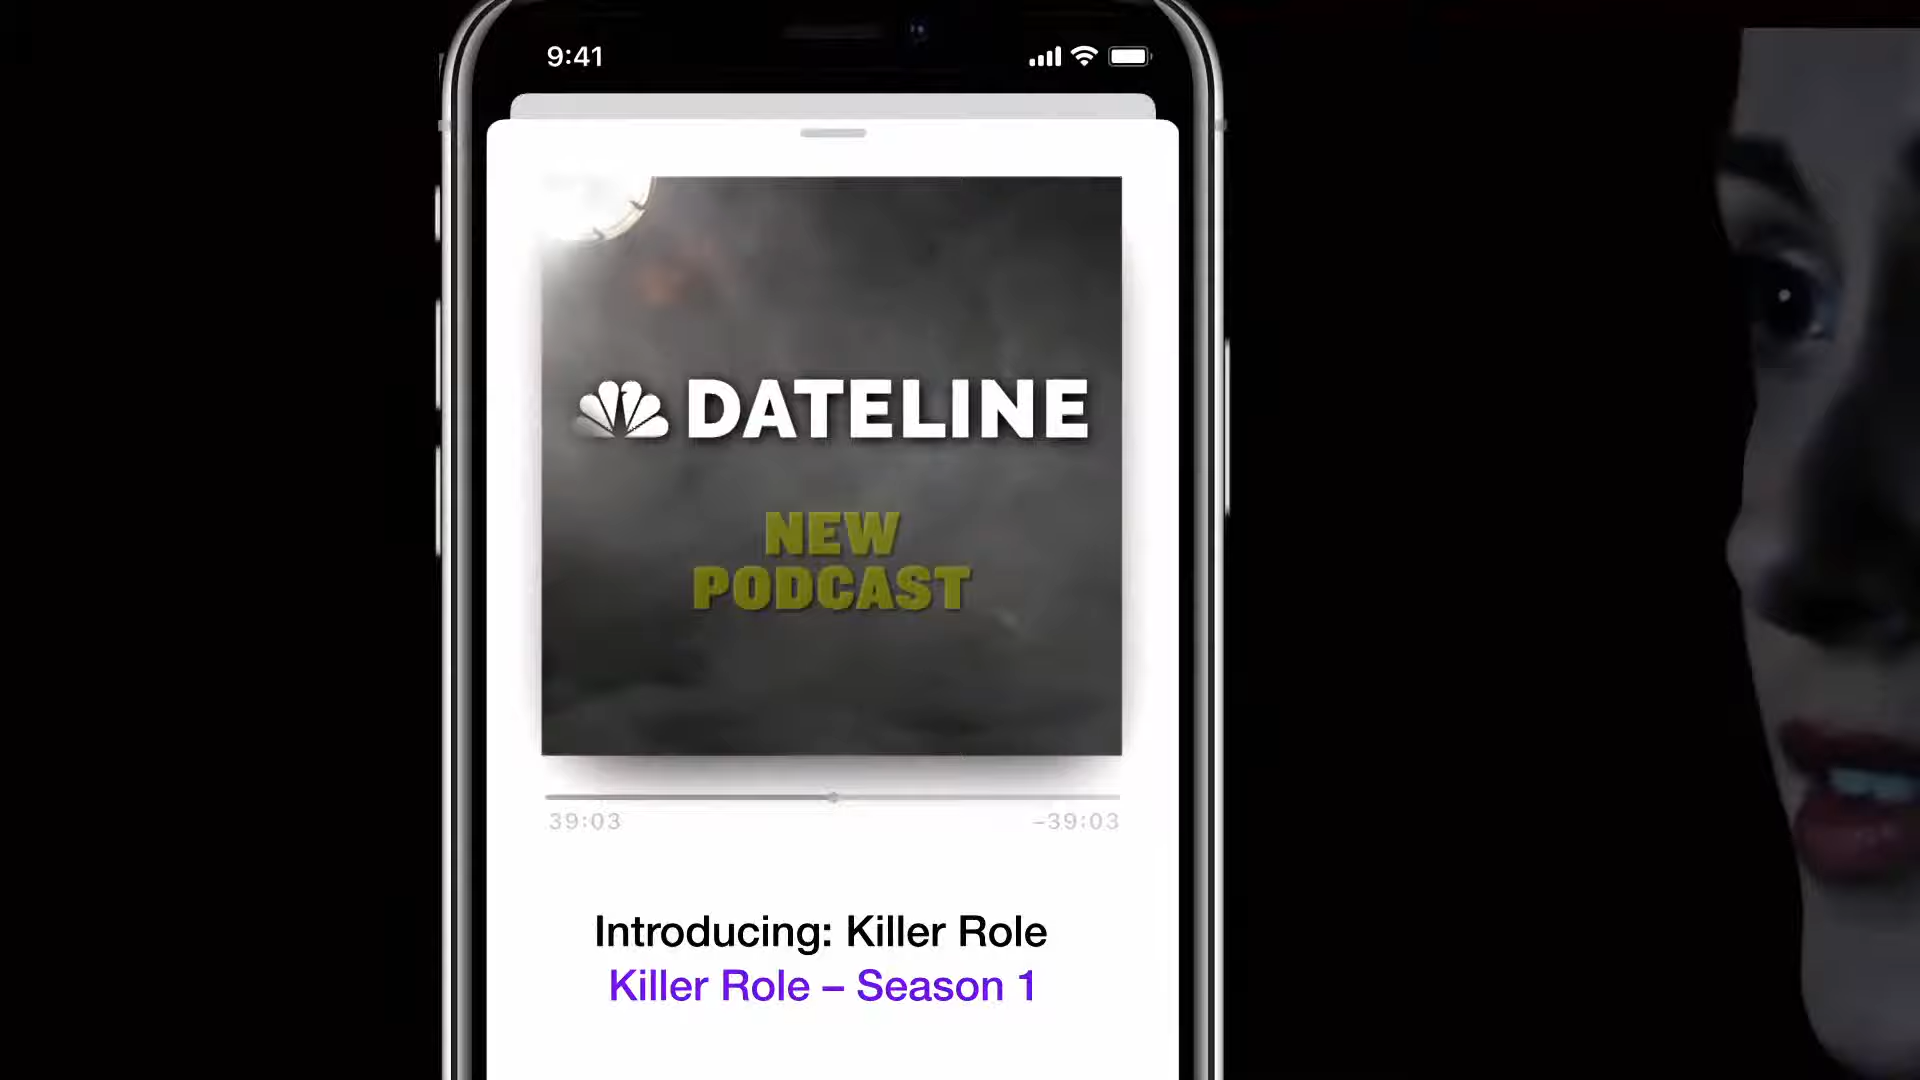 9:41
DATELINE
NEW
PODCAST
39:03
-39:03
Introducing: Killer Role
Killer Role – Season 1